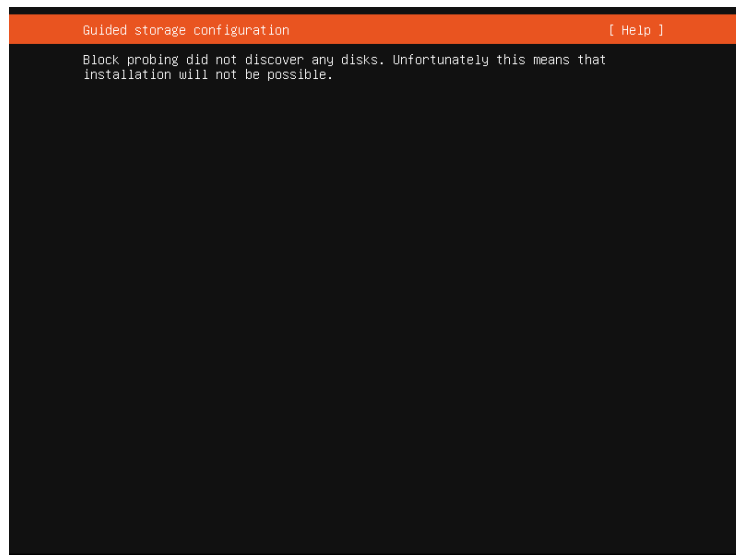 Guided storage configuration [ Help ]
Block probing did not discover any disks. Unfortunately this means that
installation will not be possible.